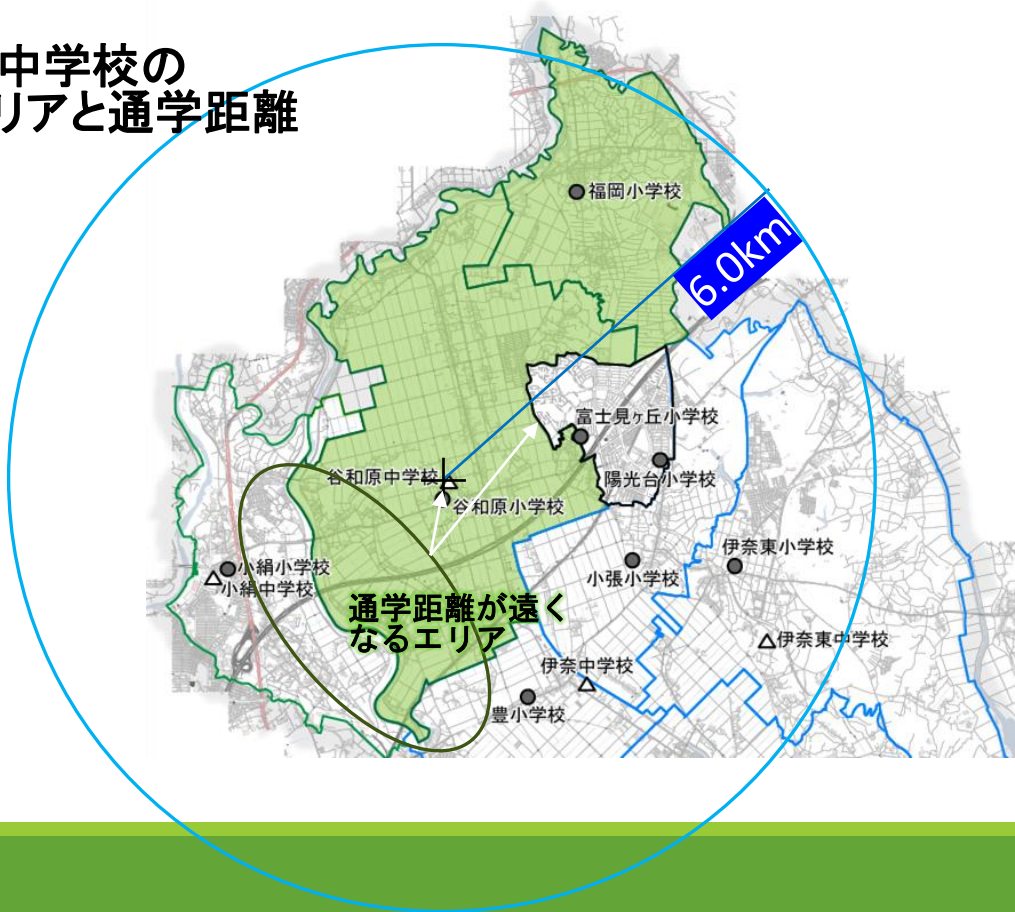 中学校の
リアと通学距離
福岡小学校
6.0km
富士見ヶ丘小学校
谷和原中学校
陽光台小学校
谷和原小学校
伊奈東小学校
小絹小学校
小張小学校
小絹中学校
通学距離が遠く
なるエリア
伊奈東中学校
伊奈中学校
豊小学校